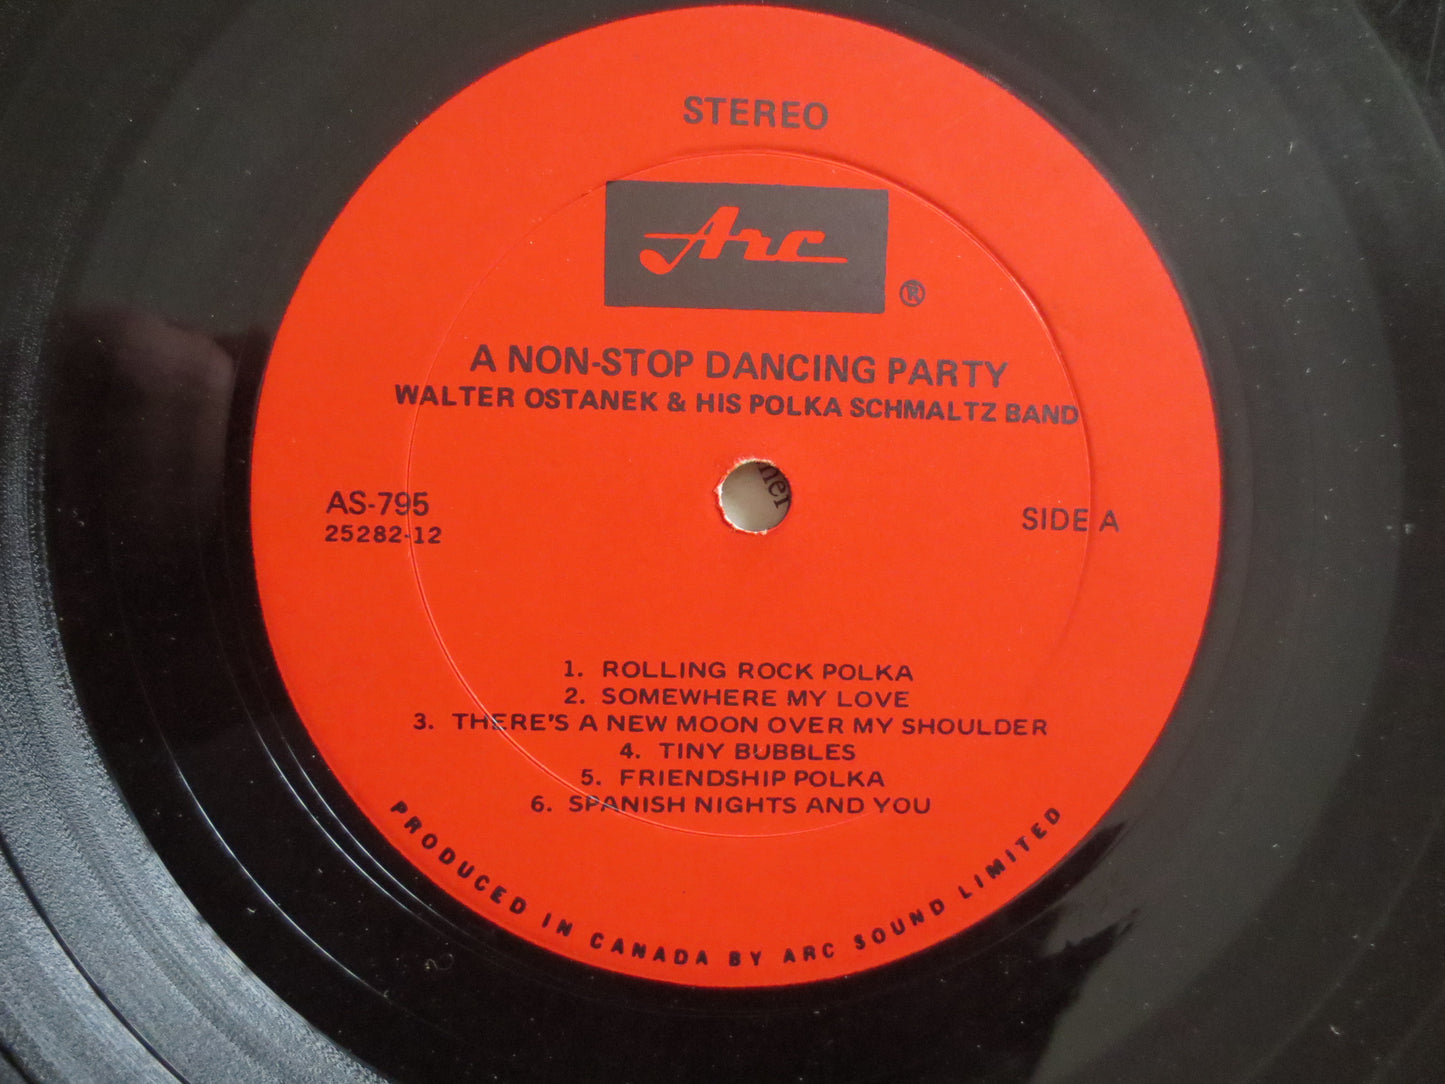 STEREO
Arc
®
A NON-STOP DANCING PARTY
WALTER OSTANEK & HIS POLKA SCHMALTZ BAND
ner
AS-795
25282-12
SIDE A
1. ROLLING ROCK POLKA
2. SOMEWHERE MY LOVE
3. THERE'S A NEW MOON OVER MY SHOULDER
4. TINY BUBBLES
5. FRIENDSHIP POLKA
6. SPANISH NIGHTS AND YOU
PRODUCED IN CANADA BY ARC SOUND LIMITED